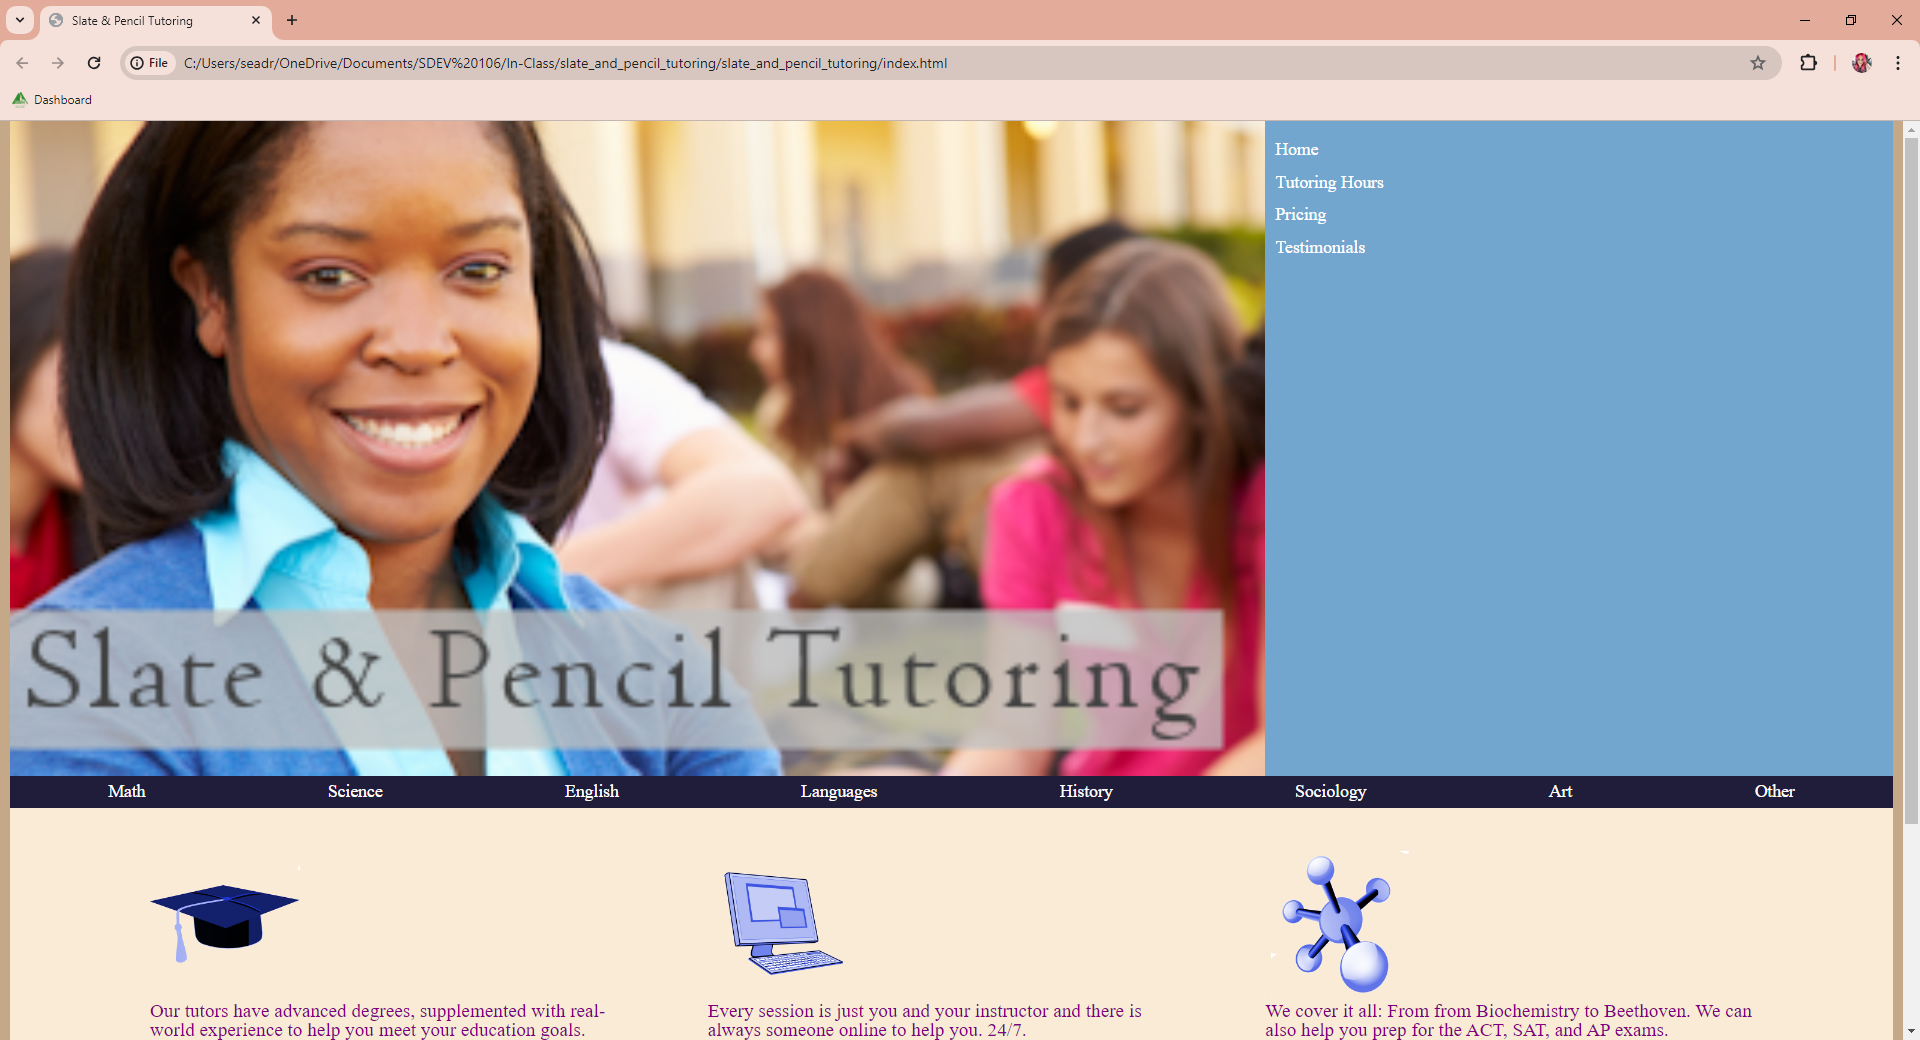 Slate & Pencil Tutoring
File
C:/Users/seadr/OneDrive/Documents/SDEV%20106/In-Class/slate_and_pencil_tutoring/slate_and_pencil_tutoring/index.html
Dashboard
Home
Tutoring Hours
Pricing
Testimonials
Slate & Pencil Tutoring
Math Science English Languages History Sociology Art Other
Our tutors have advanced degrees, supplemented with real-
world experience to help you meet your education goals.
Every session is just you and your instructor and there is
always someone online to help you. 24/7.
We cover it all: From from Biochemistry to Beethoven. We can
also help you prep for the ACT, SAT, and AP exams.